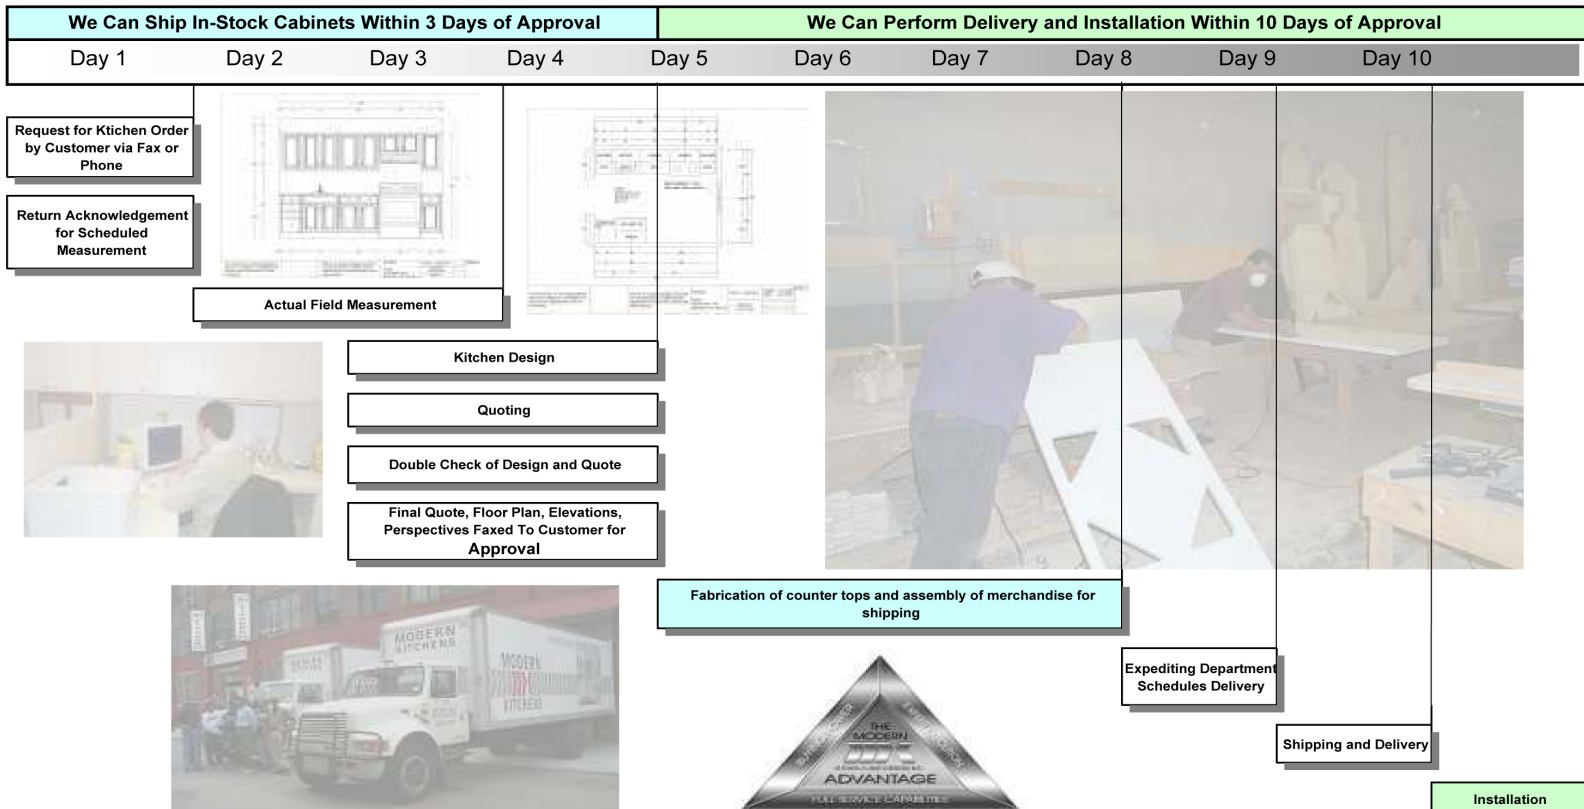 We Can Ship In-Stock Cabinets Within 3 Days of Approval
We Can Perform Delivery and Installation Within 10 Days of Approval
Day 1
Day 2
Day 3
Day 4
Day 5
Day 6
Day 7
Day 8
Day 9
Day 10
Request for Ktichen Order
by Customer via Fax or
Phone
Return Acknowledgement
for Scheduled
Measurement
Actual Field Measurement
Kitchen Design
Quoting
Double Check of Design and Quote
Final Quote, Floor Plan, Elevations,
Perspectives Faxed To Customer for
Approval
Fabrication of counter tops and assembly of merchandise for
shipping
Expediting Department
Schedules Delivery
Shipping and Delivery
Installation
MODERN
KITCHENS
MODERN
KITCHENS
THE
MODERN
ADVANTAGE
BUYING POWER
FULL SERVICE CAPABILITIES